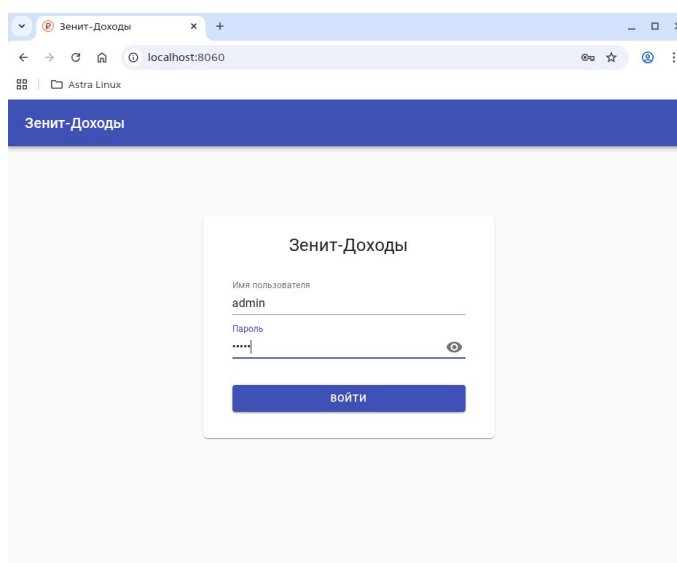 Зенит-Доходы
localhost:8060
Astra Linux
Зенит-Доходы
Зенит-Доходы
Имя пользователя
admin
Пароль
•••••
ВОЙТИ